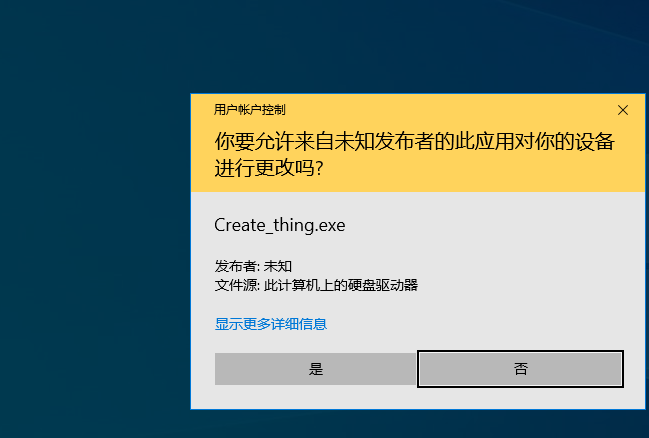 用户帐户控制
你要允许来自未知发布者的此应用对你的设备
进行更改吗?
Create_thing.exe
发布者: 未知
文件源: 此计算机上的硬盘驱动器
显示更多详细信息
是
否